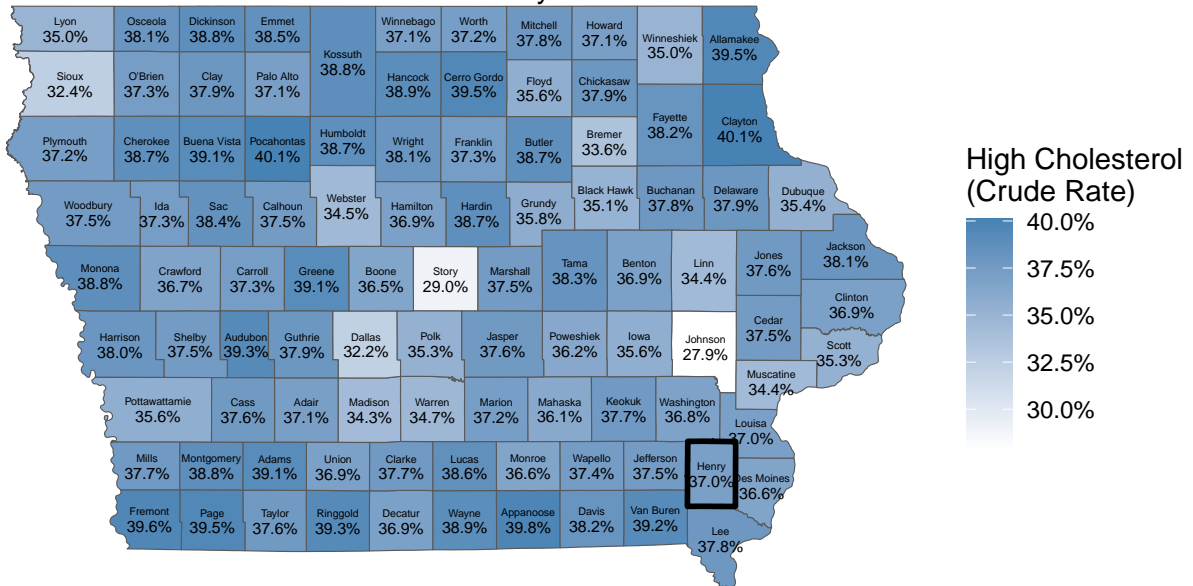 Lyon
35.0%
Osceola
38.1%
Dickinson
38.8%
Emmet
38.5%
Kossuth
38.8%
Winnebago
37.1%
Worth
37.2%
Mitchell
37.8%
Howard
37.1%
Winneshiek
35.0%
Allamakee
39.5%
Sioux
32.4%
O'Brien
37.3%
Clay
37.9%
Palo Alto
37.1%
Hancock
38.9%
Cerro Gordo
39.5%
Floyd
35.6%
Chickasaw
37.9%
Fayette
38.2%
Clayton
40.1%
Plymouth
37.2%
Cherokee
38.7%
Buena Vista
39.1%
Pocahontas
40.1%
Humboldt
38.7%
Wright
38.1%
Franklin
37.3%
Butler
38.7%
Bremer
33.6%
Woodbury
37.5%
Ida
37.3%
Sac
38.4%
Calhoun
37.5%
Webster
34.5%
Hamilton
36.9%
Hardin
38.7%
Grundy
35.8%
Black Hawk
35.1%
Buchanan
37.8%
Delaware
37.9%
Dubuque
35.4%
Monona
38.8%
Crawford
36.7%
Carroll
37.3%
Greene
39.1%
Boone
36.5%
Story
29.0%
Marshall
37.5%
Tama
38.3%
Benton
36.9%
Linn
34.4%
Jones
37.6%
Jackson
38.1%
Clinton
36.9%
Harrison
38.0%
Shelby
37.5%
Audubon
39.3%
Guthrie
37.9%
Dallas
32.2%
Polk
35.3%
Jasper
37.6%
Poweshiek
36.2%
Iowa
35.6%
Johnson
27.9%
Cedar
37.5%
Scott
35.3%
Muscatine
34.4%
Pottawattamie
35.6%
Cass
37.6%
Adair
37.1%
Madison
34.3%
Warren
34.7%
Marion
37.2%
Mahaska
36.1%
Keokuk
37.7%
Washington
36.8%
Louisa
37.0%
Mills
37.7%
Montgomery
38.8%
Adams
39.1%
Union
36.9%
Clarke
37.7%
Lucas
38.6%
Monroe
36.6%
Wapello
37.4%
Jefferson
37.5%
Henry
37.0%
Des Moines
36.6%
Fremont
39.6%
Page
39.5%
Taylor
37.6%
Ringgold
39.3%
Decatur
36.9%
Wayne
38.9%
Appanoose
39.8%
Davis
38.2%
Van Buren
39.2%
Lee
37.8%
High Cholesterol
(Crude Rate)
40.0%
37.5%
35.0%
32.5%
30.0%